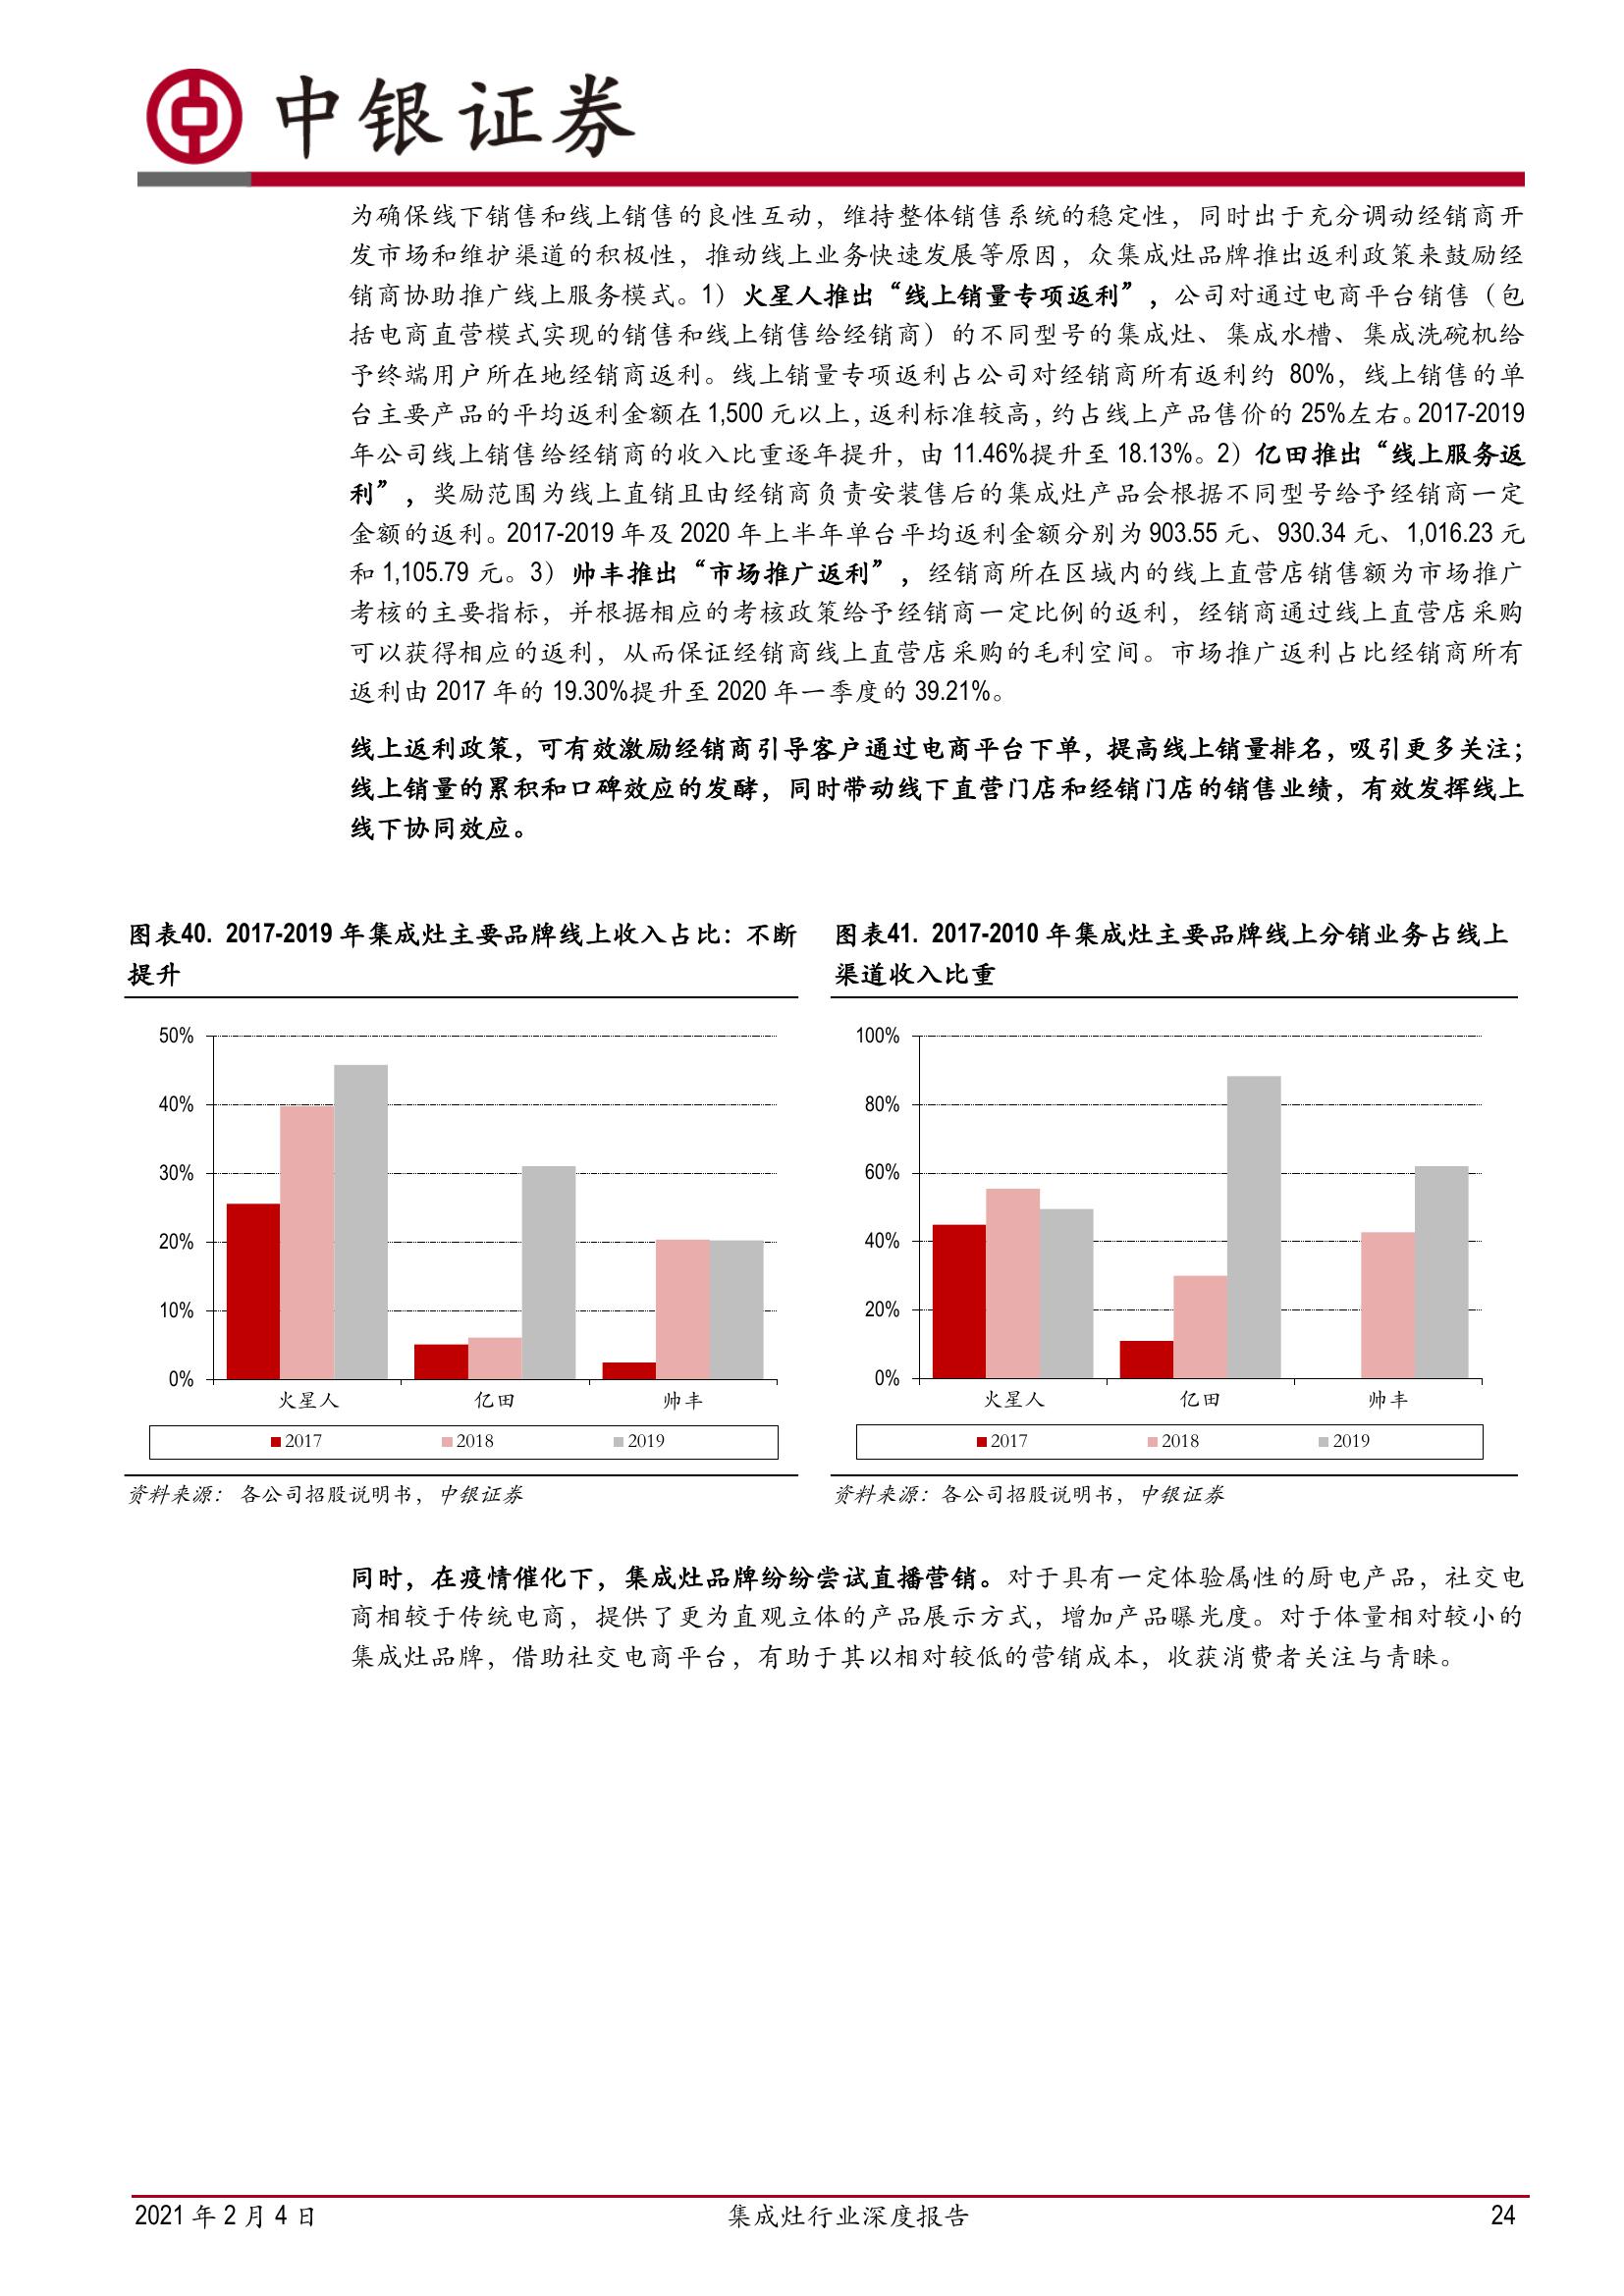 中银证券
为确保线下销售和线上销售的良性互动，维持整体销售系统的稳定性，同时出于充分调动经销商开
发市场和维护渠道的积极性，推动线上业务快速发展等原因，众集成灶品牌推出返利政策来鼓励经
销商协助推广线上服务模式。1）火星人推出“线上销量专项返利”，公司对通过电商平台销售（包
括电商直营模式实现的销售和线上销售给经销商）的不同型号的集成灶、集成水槽、集成洗碗机给
予终端用户所在地经销商返利。线上销量专项返利占公司对经销商所有返利约 80%，线上销售的单
台主要产品的平均返利金额在 1,500 元以上，返利标准较高，约占线上产品售价的 25%左右。2017-2019
年公司线上销售给经销商的收入比重逐年提升，由 11.46%提升至 18.13%。2）亿田推出“线上服务返
利”，奖励范围为线上直销且由经销商负责安装售后的集成灶产品会根据不同型号给予经销商一定
金额的返利。2017-2019 年及 2020 年上半年单台平均返利金额分别为 903.55 元、930.34 元、1,016.23 元
和 1,105.79 元。3）帅丰推出“市场推广返利”，经销商所在区域内的线上直营店销售额为市场推广
考核的主要指标，并根据相应的考核政策给予经销商一定比例的返利，经销商通过线上直营店采购
可以获得相应的返利，从而保证经销商线上直营店采购的毛利空间。市场推广返利占比经销商所有
返利由 2017 年的 19.30%提升至 2020 年一季度的 39.21%。
线上返利政策，可有效激励经销商引导客户通过电商平台下单，提高线上销量排名，吸引更多关注；
线上销量的累积和口碑效应的发酵，同时带动线下直营门店和经销门店的销售业绩，有效发挥线上
线下协同效应。
图表40. 2017-2019 年集成灶主要品牌线上收入占比：不断
提升
50%
40%
30%
20%
10%
0%
火星人 亿田 帅丰
2017 2018 2019
资料来源：各公司招股说明书，中银证券
图表41. 2017-2010 年集成灶主要品牌线上分销业务占线上
渠道收入比重
100%
80%
60%
40%
20%
0%
火星人 亿田 帅丰
2017 2018 2019
资料来源：各公司招股说明书，中银证券
同时，在疫情催化下，集成灶品牌纷纷尝试直播营销。对于具有一定体验属性的厨电产品，社交电
商相较于传统电商，提供了更为直观立体的产品展示方式，增加产品曝光度。对于体量相对较小的
集成灶品牌，借助社交电商平台，有助于其以相对较低的营销成本，收获消费者关注与青睐。
2021 年 2 月 4 日 集成灶行业深度报告 24